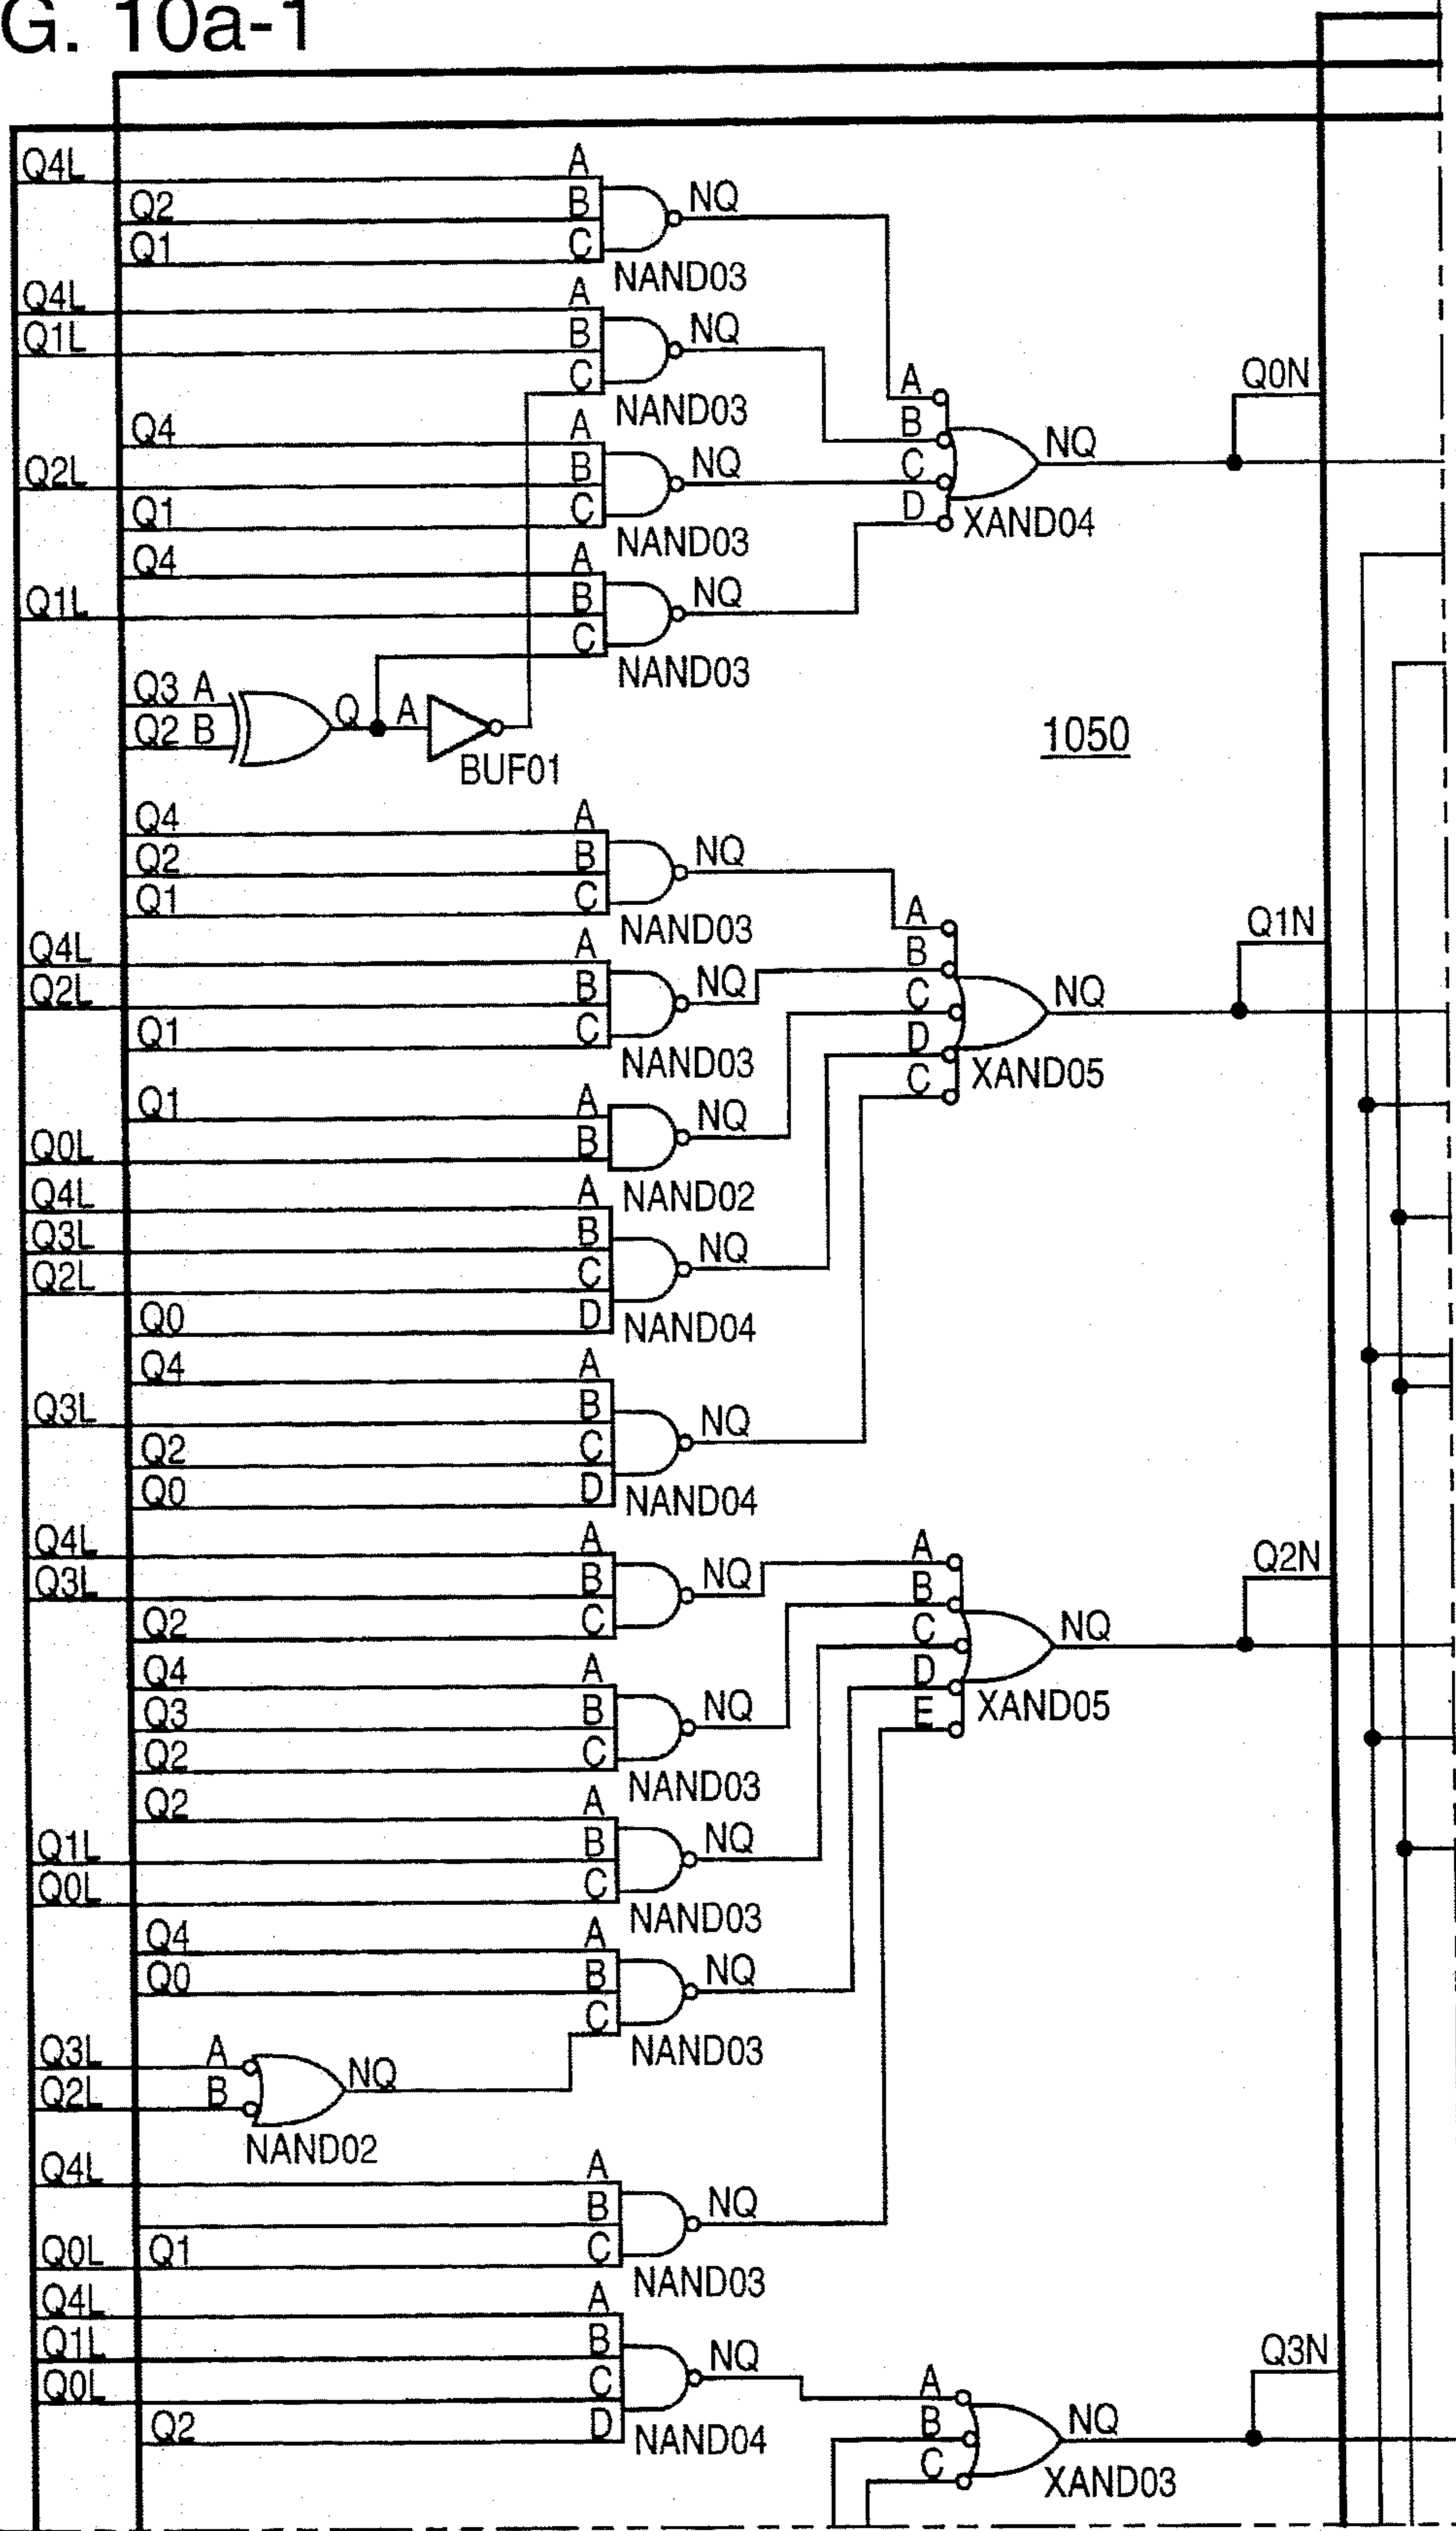 G. 10a-1
Q4L A
Q2 B NQ
Q1 C
NAND03
Q4L A
Q1L B NQ
C
NAND03
Q4 A
Q2L B NQ
Q1 C
NAND03
Q4 A
Q1L B NQ
C
NAND03
A
B
C
D
NQ
XAND04
Q0N
Q3 A
Q2 B
Q A
BUF01
1050
Q4 A
Q2 B NQ
Q1 C
NAND03
Q4L A
Q2L B NQ
Q1 C
NAND03
Q1 A
Q0L B NQ
NAND02
Q4L A
Q3L B NQ
Q2L C
Q0 D
NAND04
Q4 A
Q3L B NQ
Q2 C
Q0 D
NAND04
A
B
C
D
C
NQ
XAND05
Q1N
Q4L A
Q3L B NQ
Q2 C
NAND03
Q4 A
Q3 B NQ
Q2 C
NAND03
Q2 A
Q1L B NQ
Q0L C
NAND03
Q4 A
Q0 B NQ
C
NAND03
Q3L A
Q2L B
NQ
NAND02
Q4L A
B NQ
Q0L Q1 C
NAND03
A
B
C
D
E
NQ
XAND05
Q2N
Q4L A
Q1L B NQ
Q0L C
Q2 D
NAND04
A
B
C
NQ
XAND03
Q3N